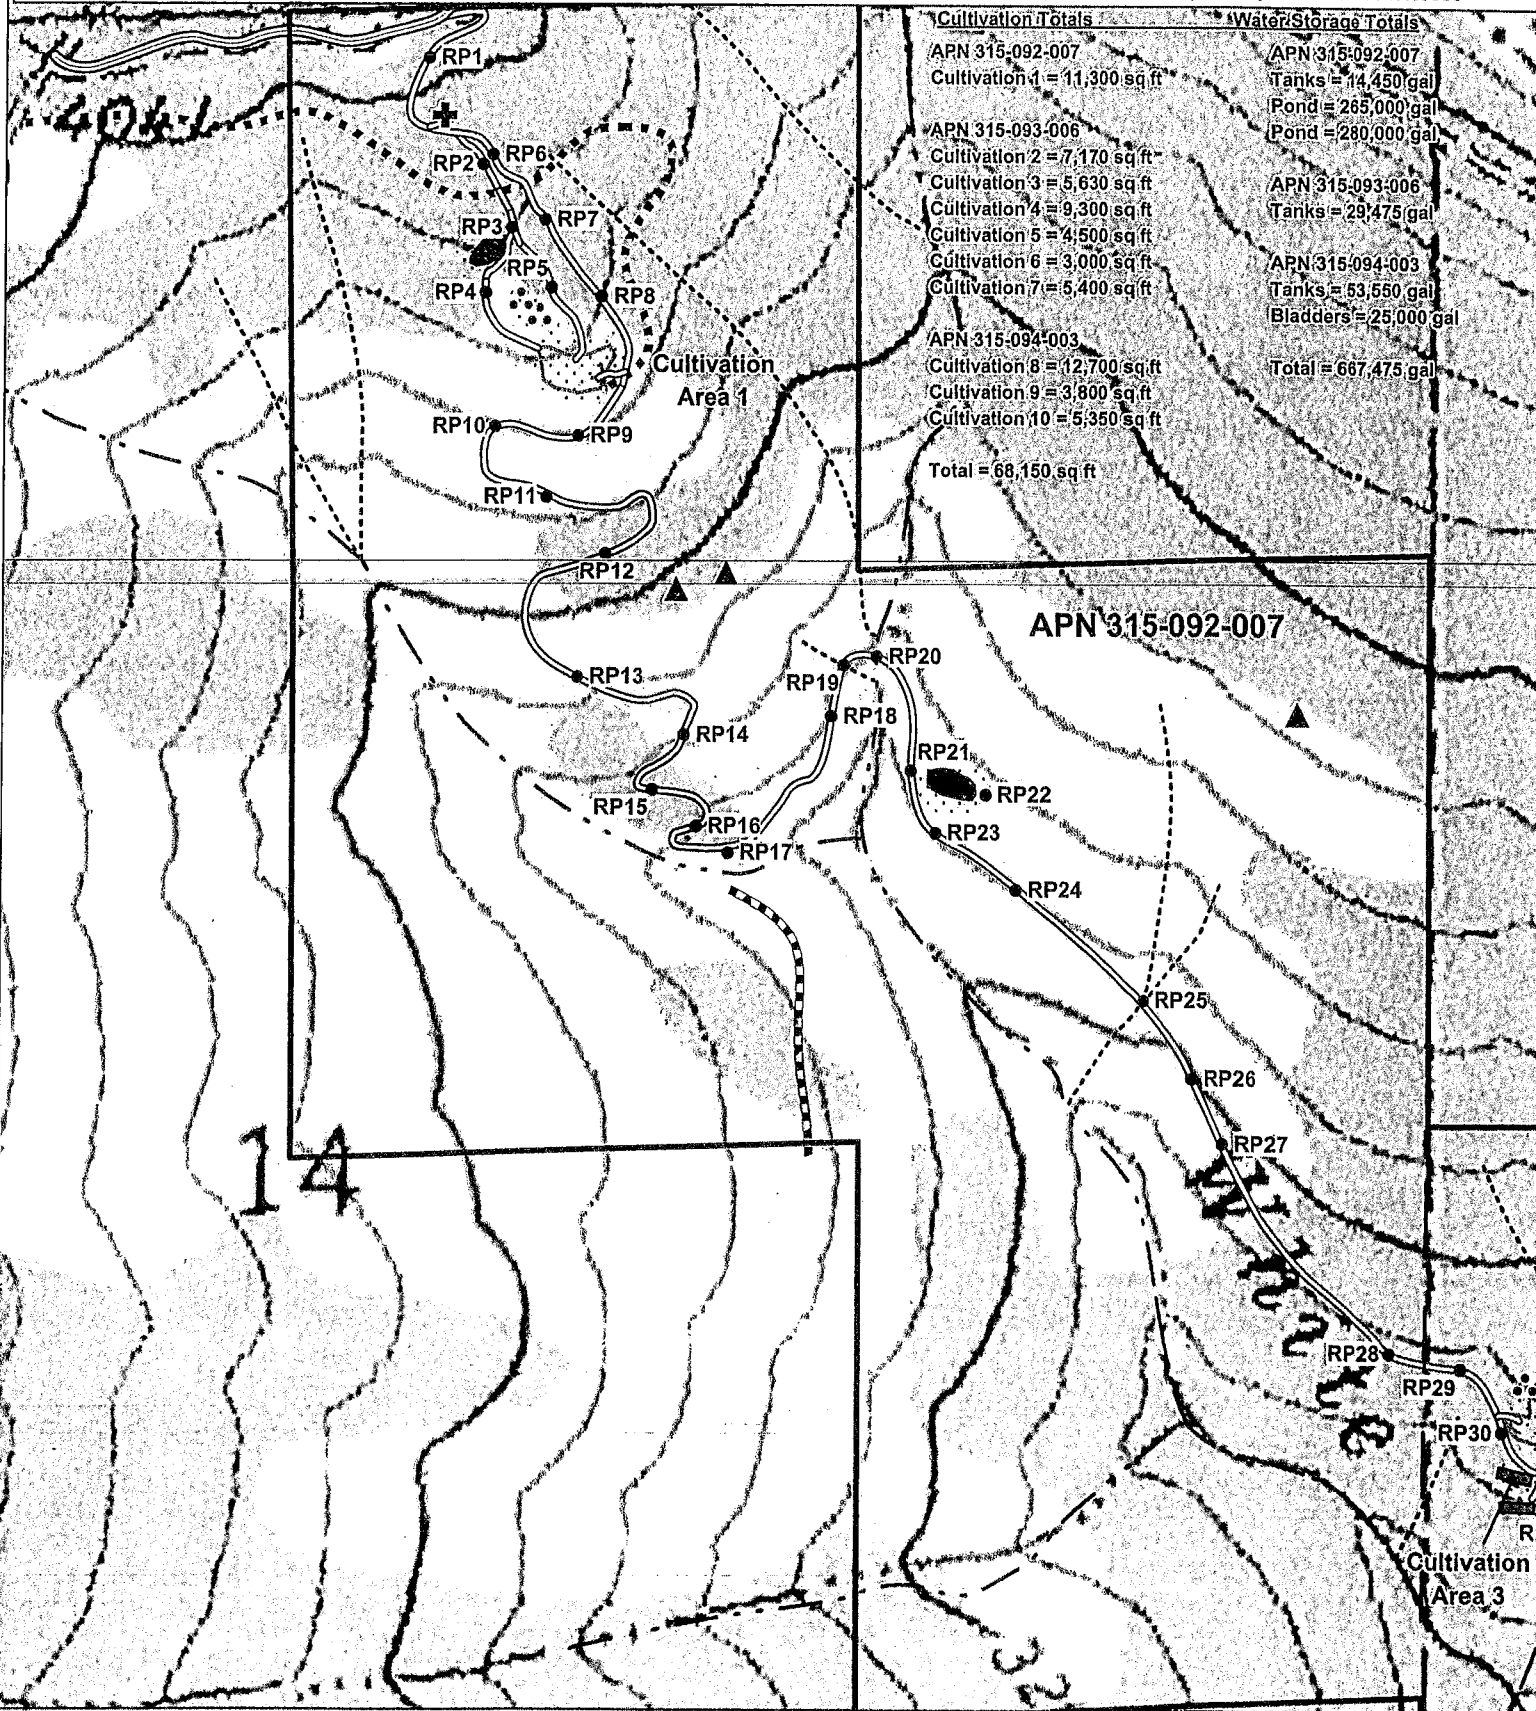 Cultivation Totals
APN 315-092-007
Cultivation 1 = 11,300 sq ft
APN 315-093-006
Cultivation 2 = 7,170 sq ft
Cultivation 3 = 5,630 sq ft
Cultivation 4 = 9,300 sq ft
Cultivation 5 = 4,500 sq ft
Cultivation 6 = 3,000 sq ft
Cultivation 7 = 5,400 sq ft
APN 315-094-003
Cultivation 8 = 12,700 sq ft
Cultivation 9 = 3,800 sq ft
Cultivation 10 = 5,350 sq ft
Total = 68,150 sq ft
Water Storage Totals
APN 315-092-007
Tanks = 14,450 gal
Pond = 265,000 gal
Pond = 280,000 gal
APN 315-093-006
Tanks = 29,475 gal
APN 315-094-003
Tanks = 53,550 gal
Bladders = 25,000 gal
Total = 667,475 gal
RP1
RP2
RP6
RP3
RP7
RP5
RP4
RP8
Cultivation
Area 1
RP10
RP9
RP11
RP12
APN 315-092-007
RP13
RP20
RP19
RP18
RP14
RP21
RP15
RP22
RP16
RP23
RP17
RP24
RP25
RP26
RP27
14
RP28
RP29
RP30
Cultivation
Area 3
32